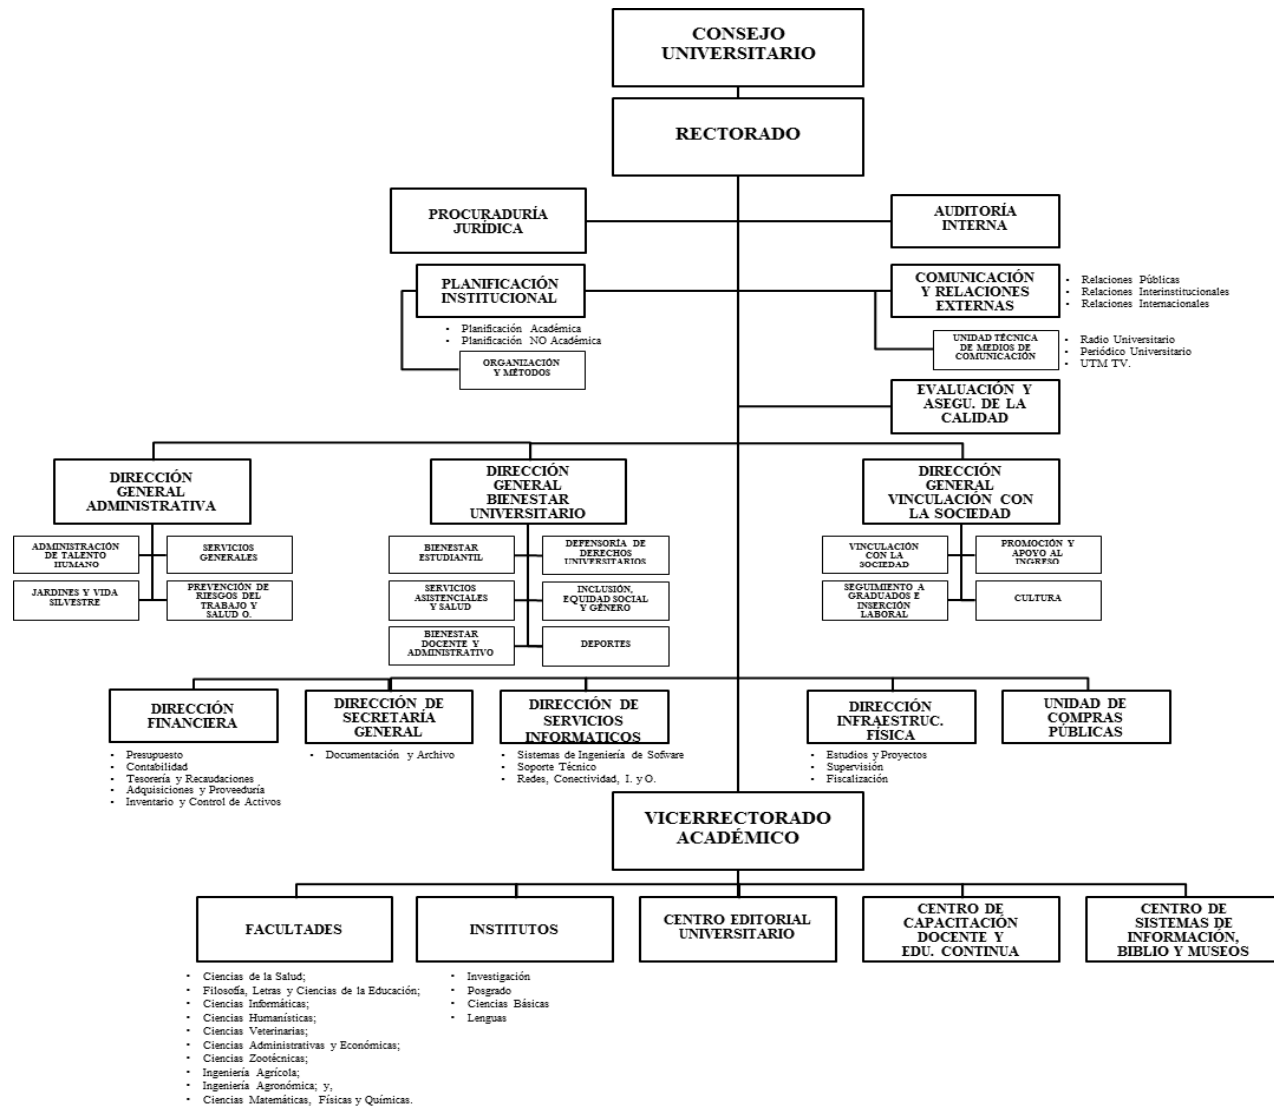 CONSEJO
UNIVERSITARIO
RECTORADO
PROCURADURÍA
JURÍDICA
AUDITORÍA
INTERNA
PLANIFICACIÓN
INSTITUCIONAL
• Planificación Académica
• Planificación NO Académica
ORGANIZACIÓN
Y MÉTODOS
COMUNICACIÓN
Y RELACIONES
EXTERNAS
• Relaciones Públicas
• Relaciones Interinstitucionales
• Relaciones Internacionales
UNIDAD TÉCNICA
DE MEDIOS DE
COMUNICACIÓN
• Radio Universitario
• Periódico Universitario
• UTM TV.
EVALUACIÓN Y
ASEGU. DE LA
CALIDAD
DIRECCIÓN
GENERAL
ADMINISTRATIVA
ADMINISTRACIÓN
DE TALENTO
HUMANO
SERVICIOS
GENERALES
JARDINES Y VIDA
SILVESTRE
PREVENCIÓN DE
RIESGOS DEL
TRABAJO Y
SALUD O.
DIRECCIÓN
GENERAL
BIENESTAR
UNIVERSITARIO
BIENESTAR
ESTUDIANTIL
DEFENSORÍA DE
DERECHOS
UNIVERSITARIOS
SERVICIOS
ASISTENCIALES
Y SALUD
INCLUSIÓN,
EQUIDAD SOCIAL
Y GÉNERO
BIENESTAR
DOCENTE Y
ADMINISTRATIVO
DEPORTES
DIRECCIÓN
GENERAL
VINCULACIÓN CON
LA SOCIEDAD
VINCULACIÓN
CON LA
SOCIEDAD
PROMOCIÓN Y
APOYO AL
INGRESO
SEGUIMIENTO A
GRADUADOS E
INSERCIÓN
LABORAL
CULTURA
DIRECCIÓN
FINANCIERA
• Presupuesto
• Contabilidad
• Tesorería y Recaudaciones
• Adquisiciones y Proveeduría
• Inventario y Control de Activos
DIRECCIÓN DE
SECRETARÍA
GENERAL
• Documentación y Archivo
DIRECCIÓN DE
SERVICIOS
INFORMATICOS
• Sistemas de Ingeniería de Sofware
• Soporte Técnico
• Redes, Conectividad, I. y O.
DIRECCIÓN
INFRAESTRUC.
FÍSICA
• Estudios y Proyectos
• Supervisión
• Fiscalización
UNIDAD DE
COMPRAS
PÚBLICAS
VICERRECTORADO
ACADÉMICO
FACULTADES
• Ciencias de la Salud;
• Filosofía, Letras y Ciencias de la Educación;
• Ciencias Informáticas;
• Ciencias Humanísticas;
• Ciencias Veterinarias;
• Ciencias Administrativas y Económicas;
• Ciencias Zootécnicas;
• Ingeniería Agrícola;
• Ingeniería Agronómica; y,
• Ciencias Matemáticas, Físicas y Químicas.
INSTITUTOS
• Investigación
• Posgrado
• Ciencias Básicas
• Lenguas
CENTRO EDITORIAL
UNIVERSITARIO
CENTRO DE
CAPACITACIÓN
DOCENTE Y
EDU. CONTINUA
CENTRO DE
SISTEMAS DE
INFORMACIÓN,
BIBLIO Y MUSEOS